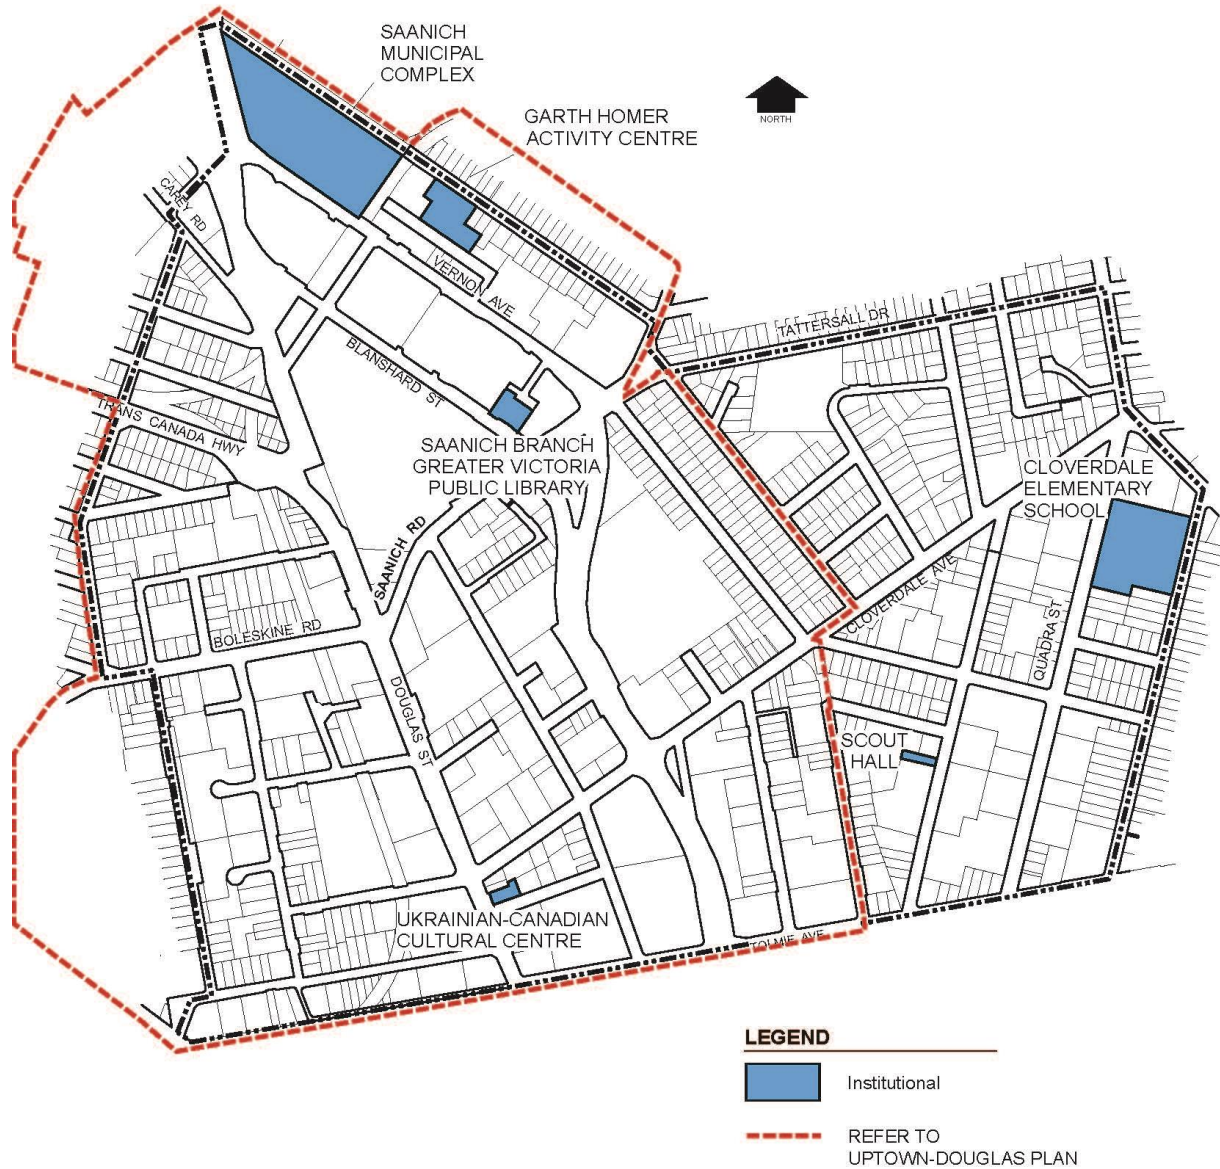 SAANICH
MUNICIPAL
COMPLEX
GARTH HOMER
ACTIVITY CENTRE
NORTH
CAREY RD
VERNON AVE
TATTERSALL DR
BLANSHARD ST
TRANS CANADA HWY
SAANICH BRANCH
GREATER VICTORIA
PUBLIC LIBRARY
CLOVERDALE
ELEMENTARY
SCHOOL
SAANICH RD
CLOVERDALE AVE
BOLESKINE RD
QUADRA ST
DOUGLAS ST
SCOUT
HALL
UKRAINIAN-CANADIAN
CULTURAL CENTRE
TOLMIE AVE
LEGEND
Institutional
REFER TO
UPTOWN-DOUGLAS PLAN